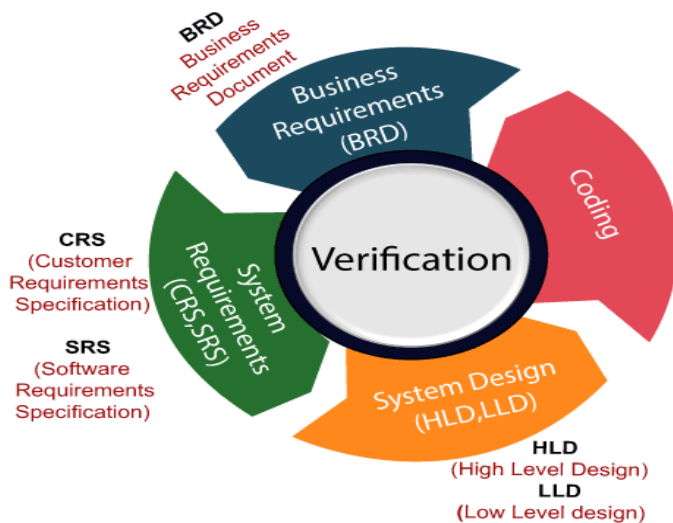 BRD
Business
Requirements
Document
Business
Requirements
(BRD)
Coding
Verification
CRS
(Customer
Requirements
Specification)
SRS
(Software
Requirements
Specification)
System
Requirements
(CRS,SRS)
System Design
(HLD,LLD)
HLD
(High Level Design)
LLD
(Low Level design)